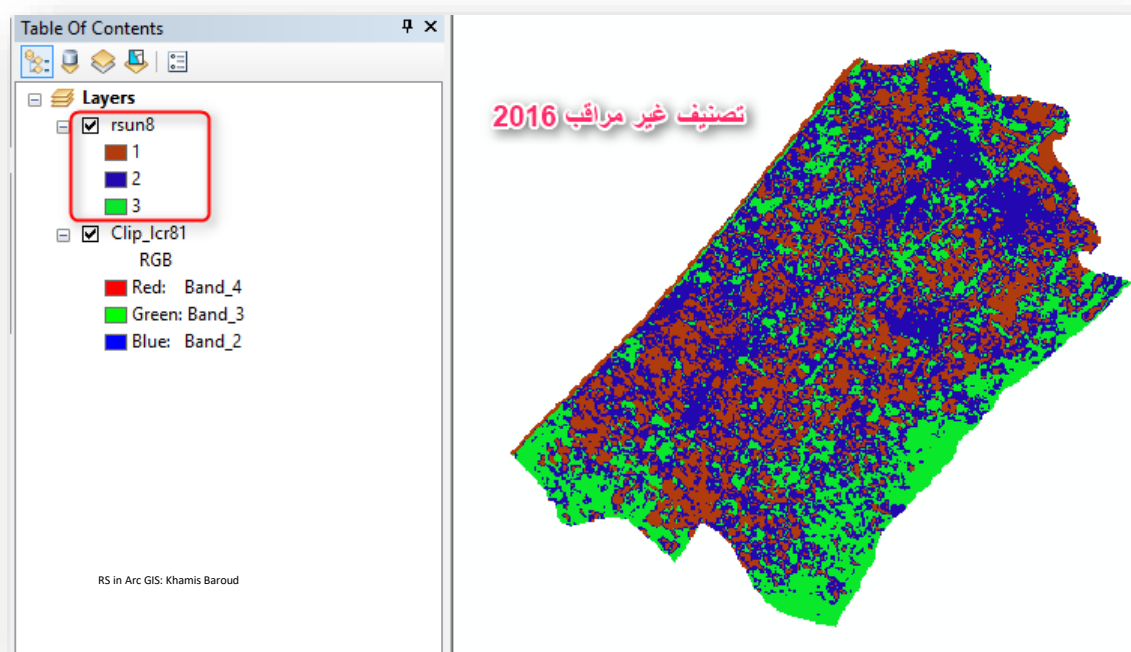 Table Of Contents
Layers
rsun8
1
2
3
Clip_lcr81
RGB
Red: Band_4
Green: Band_3
Blue: Band_2
RS in Arc GIS: Khamis Baroud
تصنيف غير مراقب 2016